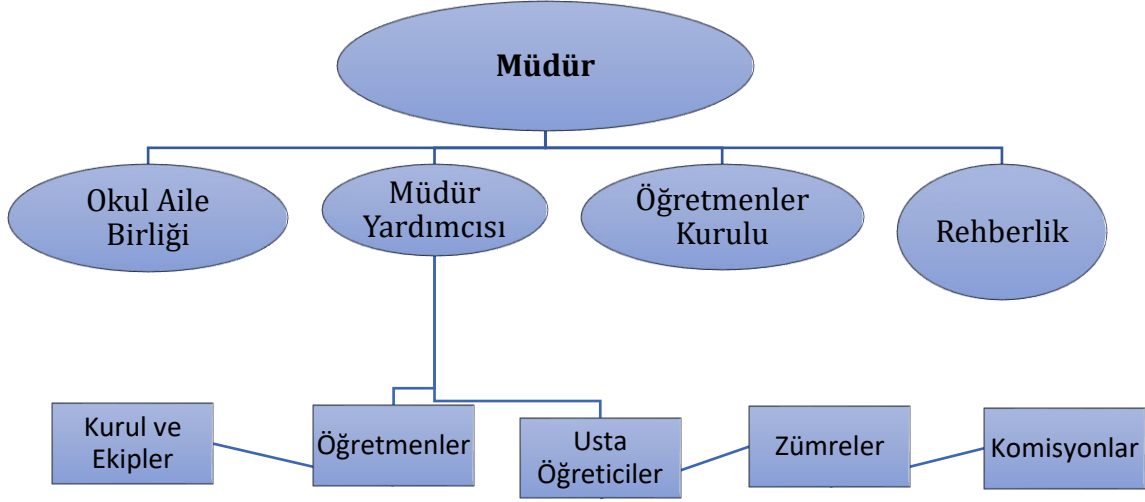 Müdür
Okul Aile
Birliği
Müdür
Yardımcısı
Öğretmenler
Kurulu
Rehberlik
Kurul ve
Ekipler
Öğretmenler
Usta
Öğreticiler
Zümreler
Komisyonlar